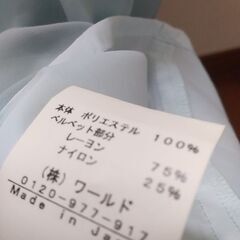 本体 ポリエステル 100%
ベルベット部分
レーヨン 75%
ナイロン 25%
(株) ワールド
0120-977-917
Made in Ja